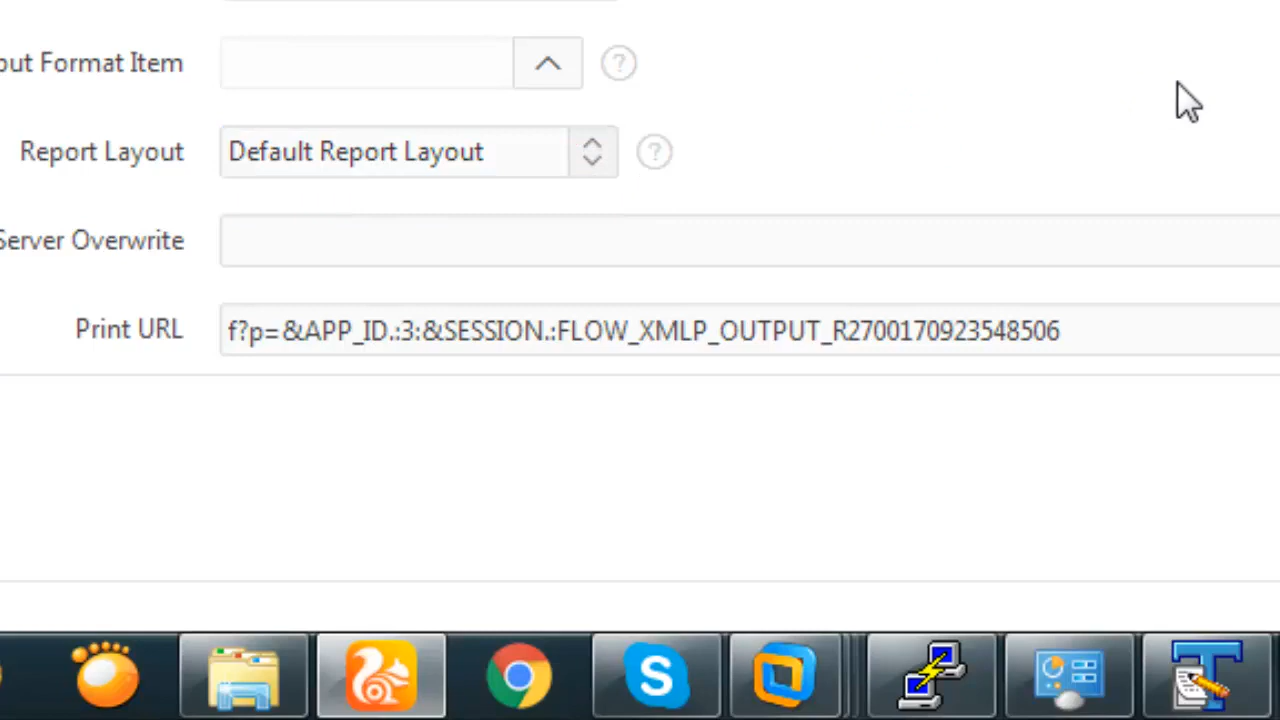 out Format Item
?
Report Layout
Default Report Layout
?
Server Overwrite
Print URL
f?p=&APP_ID.:3:&SESSION.:FLOW_XMLP_OUTPUT_R2700170923548506